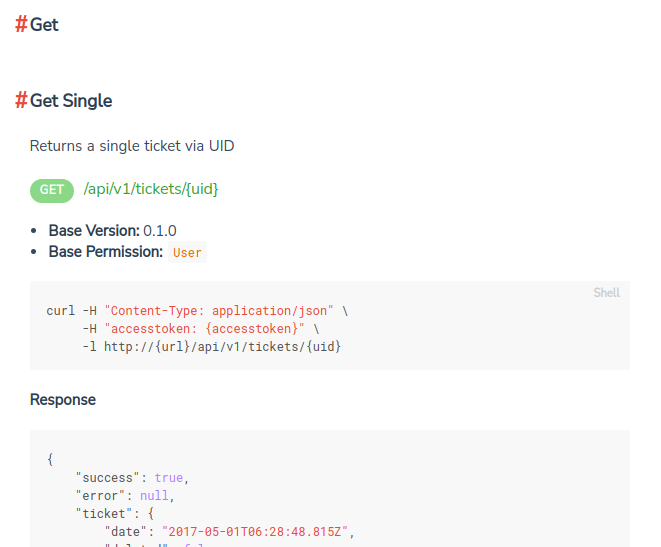 #Get
#Get Single
Returns a single ticket via UID
GET /api/v1/tickets/{uid}
Base Version: 0.1.0
Base Permission: User
Shell
curl -H "Content-Type: application/json" \
     -H "accesstoken: {accesstoken}" \
     -l http://{url}/api/v1/tickets/{uid}
Response
{
    "success": true,
    "error": null,
    "ticket": {
        "date": "2017-05-01T06:28:48.815Z",